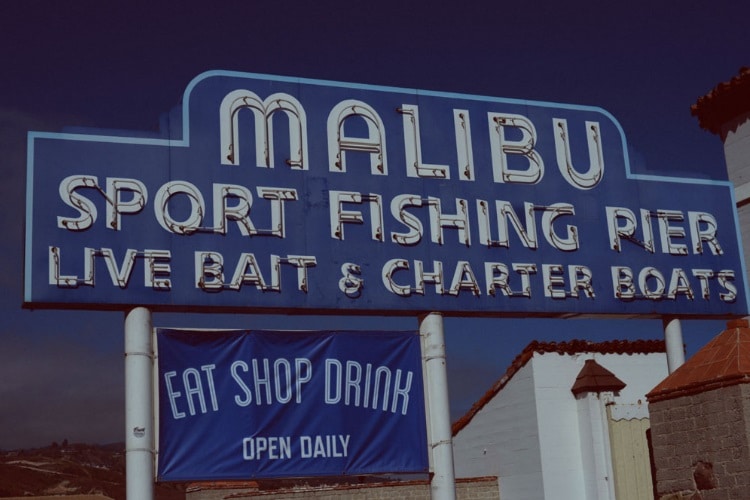 MALIBU
SPORT FISHING PIER
LIVE BAIT & CHARTER BOATS
EAT SHOP DRINK
OPEN DAILY